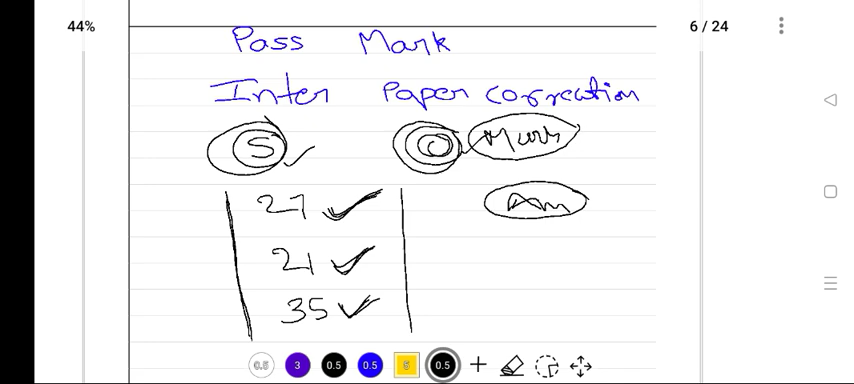 44%
6 / 24
Pass Mark
Inter Paper correction
S Mark
27
21
35
0.5 3 0.5 0.5 5 0.5